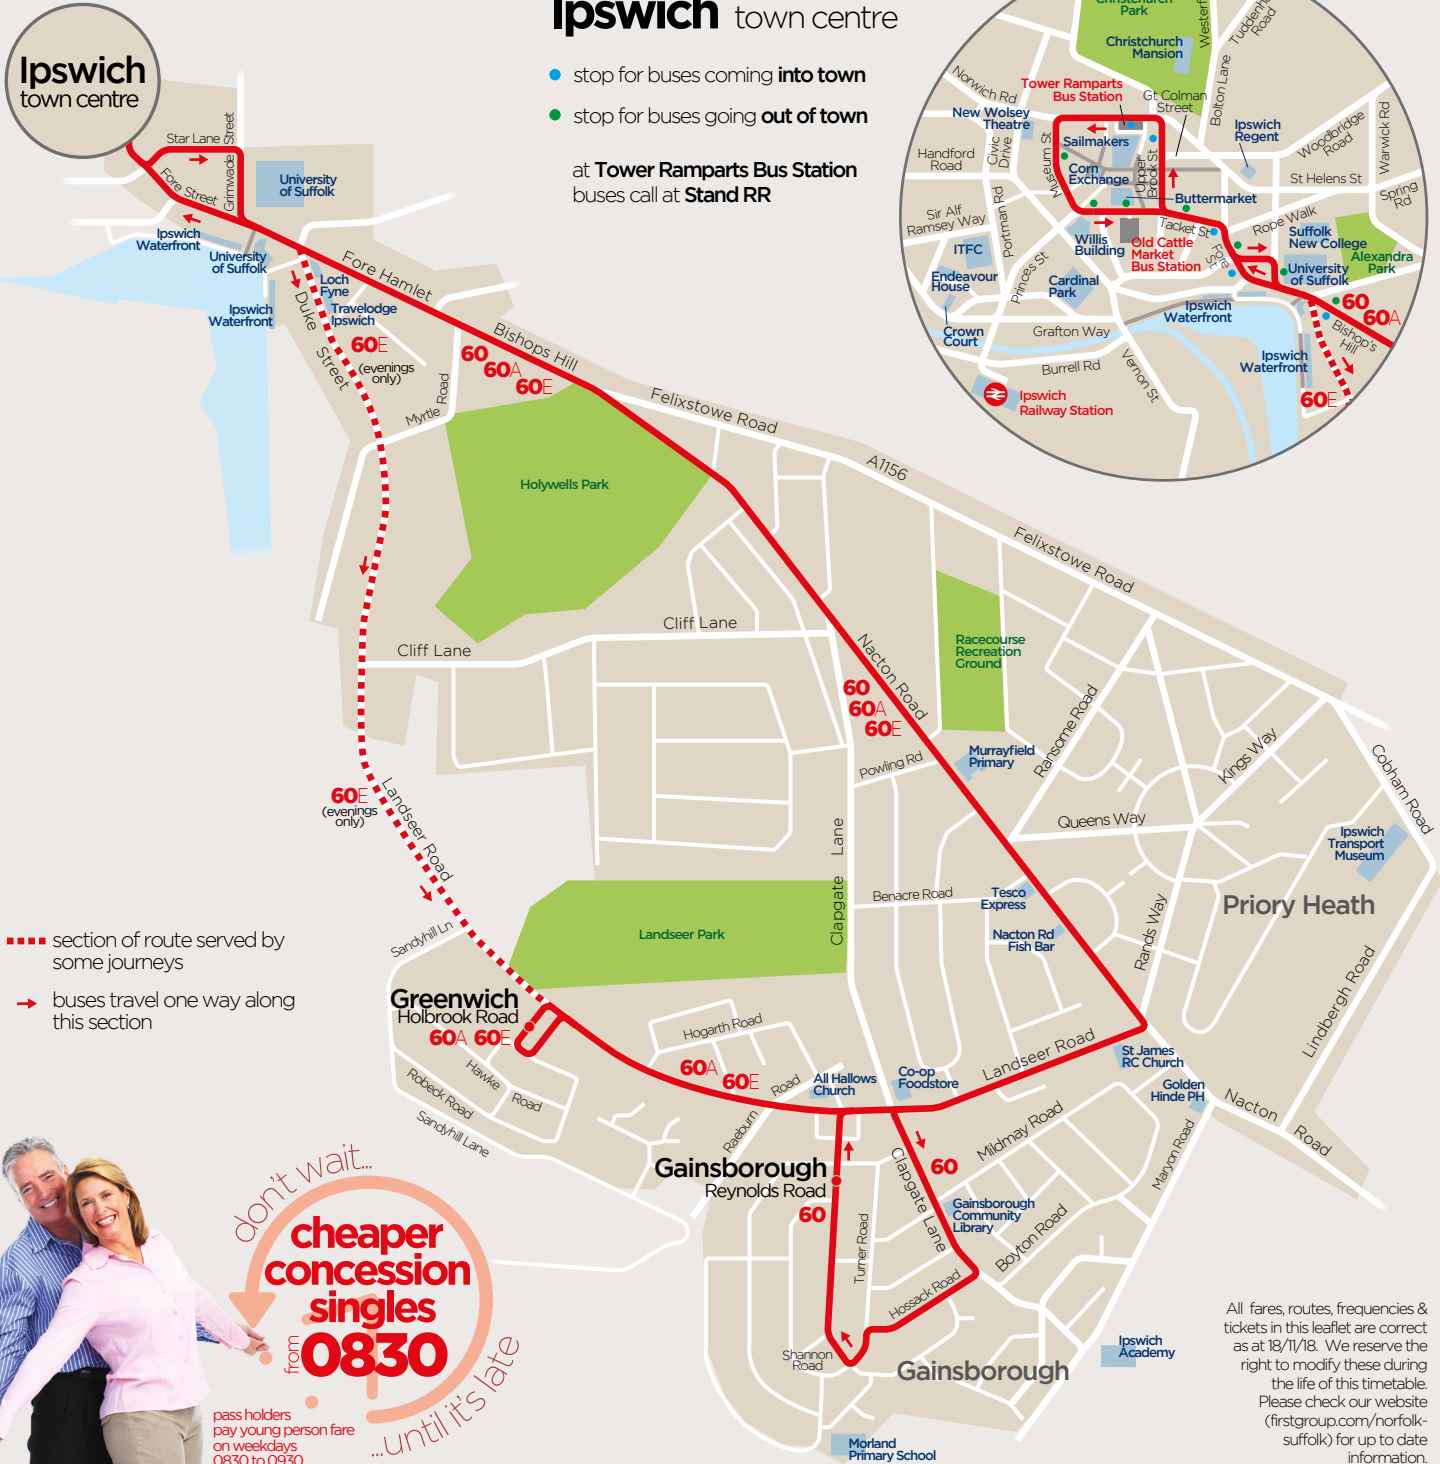 Ipswich
town centre
Ipswich town centre
stop for buses coming into town
stop for buses going out of town
at Tower Ramparts Bus Station
buses call at Stand RR
Christchurch
Park
Christchurch
Mansion
Tuddenham
Road
Bolton Lane
Norwich Rd
Tower Ramparts
Bus Station
Gt Colman
Street
New Wolsey
Theatre
Civic
Drive
Sailmakers
Ipswich
Regent
Woodbridge
Road
Warwick Rd
Handford
Road
Museum St
Corn
Exchange
Upper
Brook St
St Helens St
Spring
Rd
Portman Rd
Buttermarket
Sir Alf
Ramsey Way
Tacket St
Rope Walk
ITFC
Willis
Building
Old Cattle
Market
Bus Station
Fore
St
Suffolk
New College
Alexandra
Park
University
of Suffolk
Princes St
Endeavour
House
Cardinal
Park
Ipswich
Waterfront
60
60A
Crown
Court
Grafton Way
Bishop's
Hill
Burrell Rd
Vernon St
Ipswich
Waterfront
60E
Ipswich
Railway Station
Star Lane
Grimwade Street
Fore Street
University
of Suffolk
Ipswich
Waterfront
University
of Suffolk
Fore Hamlet
Loch
Fyne
Ipswich
Waterfront
Travelodge
Ipswich
Duke Street
60E
(evenings
only)
Bishops Hill
60
60A
60E
Myrtle Road
Felixstowe Road
A1156
Holywells Park
Felixstowe Road
Cliff Lane
Cliff Lane
Nacton Road
60
60A
60E
Racecourse
Recreation
Ground
Ransome Road
Murrayfield
Primary
Powling Rd
Kings Way
Cobham Road
60E
(evenings
only)
Landseer Road
Clapgate Lane
Queens Way
Ipswich
Transport
Museum
Benacre Road
Tesco
Express
Priory Heath
Nacton Rd
Fish Bar
Rands Way
Landseer Park
Sandyhill Ln
section of route served by
some journeys
buses travel one way along
this section
Greenwich
Holbrook Road
60A 60E
Hogarth Road
Lindbergh Road
Landseer Road
St James
RC Church
Hawke Road
Robeck Road
Sandyhill Lane
60A
60E
Raeburn Road
All Hallows
Church
Co-op
Foodstore
Golden
Hinde PH
Nacton Road
Mildmay Road
Maryon Road
Gainsborough
Reynolds Road
60
60
Clapgate Lane
Gainsborough
Community
Library
Boyton Road
Turner Road
Hossack Road
Shannon
Road
Gainsborough
Ipswich
Academy
Morland
Primary School
don't wait...
cheaper
concession
singles
from 0830
...until it's late
pass holders
pay young person fare
on weekdays
0830 to 0930
All fares, routes, frequencies &
tickets in this leaflet are correct
as at 18/11/18. We reserve the
right to modify these during
the life of this timetable.
Please check our website
(firstgroup.com/norfolk-
suffolk) for up to date
information.